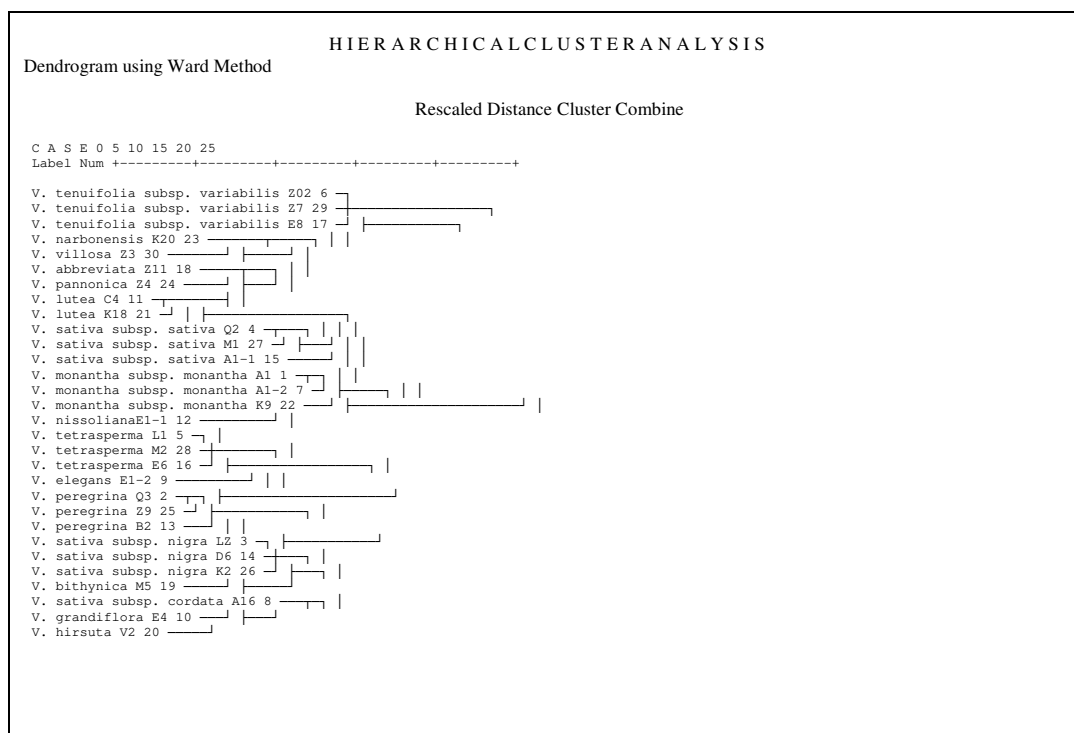 H I E R A R C H I C A L C L U S T E R A N A L Y S I S
Dendrogram using Ward Method
Rescaled Distance Cluster Combine
C A S E 0 5 10 15 20 25
Label Num +---------+---------+---------+---------+---------+
V. tenuifolia subsp. variabilis Z02 6
V. tenuifolia subsp. variabilis Z7 29
V. tenuifolia subsp. variabilis E8 17
V. narbonensis K20 23
V. villosa Z3 30
V. abbreviata Z11 18
V. pannonica Z4 24
V. lutea C4 11
V. lutea K18 21
V. sativa subsp. sativa Q2 4
V. sativa subsp. sativa M1 27
V. sativa subsp. sativa A1-1 15
V. monantha subsp. monantha A1 1
V. monantha subsp. monantha A1-2 7
V. monantha subsp. monantha K9 22
V. nissolianaE1-1 12
V. tetrasperma L1 5
V. tetrasperma M2 28
V. tetrasperma E6 16
V. elegans E1-2 9
V. peregrina Q3 2
V. peregrina Z9 25
V. peregrina B2 13
V. sativa subsp. nigra LZ 3
V. sativa subsp. nigra D6 14
V. sativa subsp. nigra K2 26
V. bithynica M5 19
V. sativa subsp. cordata A16 8
V. grandiflora E4 10
V. hirsuta V2 20